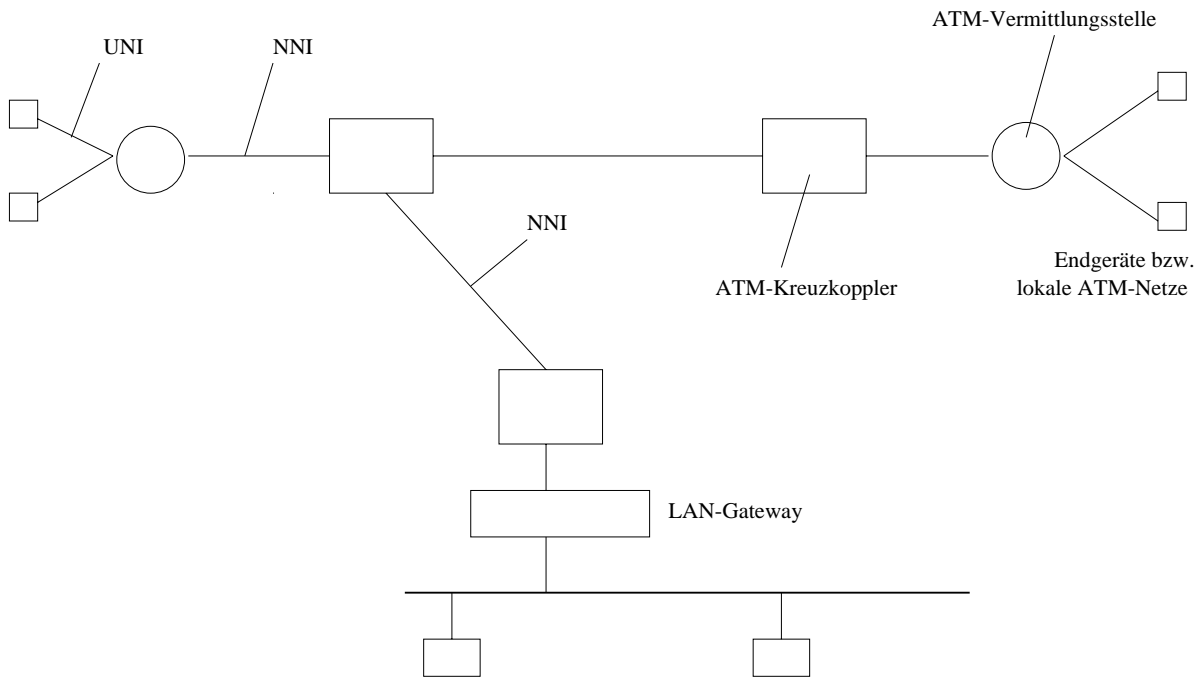 ATM-Vermittlungsstelle
UNI
NNI
NNI
ATM-Kreuzkoppler
Endgeräte bzw.
lokale ATM-Netze
LAN-Gateway